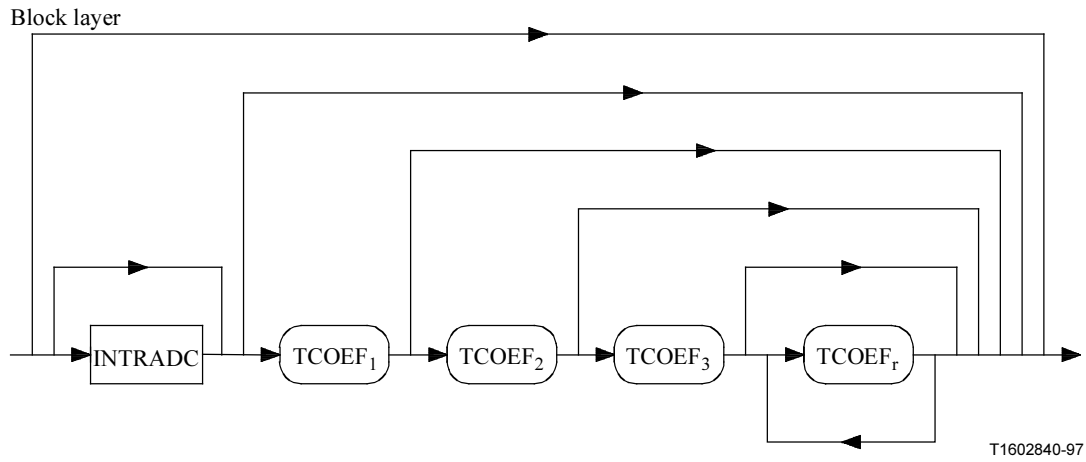 Block layer
INTRADC
TCOEF1
TCOEF2
TCOEF3
TCOEFr
T1602840-97